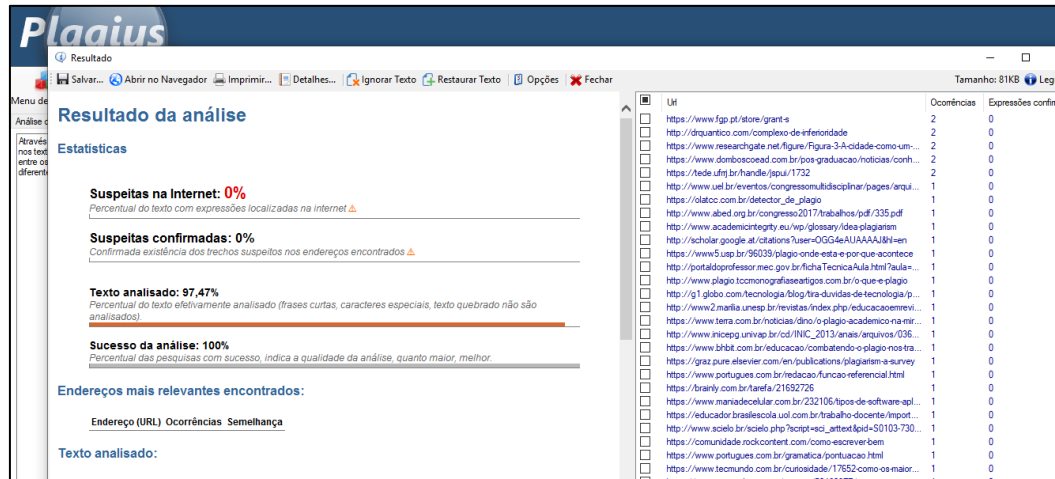 Plagius
Resultado
Salvar... Abrir no Navegador Imprimir... Detalhes... Ignorar Texto Restaurar Texto Opções Fechar
Tamanho: 81KB Leg
Menu de
Análise d
Através
nos text
entre os
diferent
Resultado da análise
Estatísticas
Suspeitas na Internet: 0%
Percentual do texto com expressões localizadas na internet
Suspeitas confirmadas: 0%
Confirmada existência dos trechos suspeitos nos endereços encontrados
Texto analisado: 97,47%
Percentual do texto efetivamente analisado (frases curtas, caracteres especiais, texto quebrado não são
analisados).
Sucesso da análise: 100%
Percentual das pesquisas com sucesso, indica a qualidade da análise, quanto maior, melhor.
Endereços mais relevantes encontrados:
Endereço (URL) Ocorrências Semelhança
Texto analisado:
Url Ocorrências Expressões confir
https://www.fgp.pt/store/grant-s 2 0
http://drquantico.com/complexo-de-inferioridade 2 0
https://www.researchgate.net/figure/Figura-3-A-cidade-como-um-... 2 0
https://www.domboscoead.com.br/pos-graduacao/noticias/conh... 2 0
https://tede.ufrrj.br/handle/jspui/1732 2 0
http://www.uel.br/eventos/congressomultidisciplinar/pages/arqui... 1 0
https://olatcc.com.br/detector_de_plagio 1 0
http://www.abed.org.br/congresso2017/trabalhos/pdf/335.pdf 1 0
http://www.academicintegrity.eu/wp/glossary/idea-plagiarism 1 0
http://scholar.google.at/citations?user=OGG4eAUAAAAJ&hl=en 1 0
https://www5.usp.br/96039/plagio-onde-esta-e-por-que-acontece 1 0
http://portaldoprofessor.mec.gov.br/fichaTecnicaAula.html?aula=... 1 0
http://www.plagio.tccmonografiaseartigos.com.br/o-que-e-plagio 1 0
http://g1.globo.com/tecnologia/blog/tira-duvidas-de-tecnologia/p... 1 0
http://www2.marilia.unesp.br/revistas/index.php/educacaoemrevi... 1 0
https://www.terra.com.br/noticias/dino/o-plagio-academico-na-mir... 1 0
http://www.inicepg.univap.br/cd/INIC_2013/anais/arquivos/036... 1 0
https://www.bhbit.com.br/educacao/combatendo-o-plagio-nos-tra... 1 0
https://graz.pure.elsevier.com/en/publications/plagiarism-a-survey 1 0
https://www.portugues.com.br/redacao/funcao-referencial.html 1 0
https://brainly.com.br/tarefa/21692726 1 0
https://www.maniadecelular.com.br/232106/tipos-de-software-apl... 1 0
https://educador.brasilescola.uol.com.br/trabalho-docente/import... 1 0
http://www.scielo.br/scielo.php?script=sci_arttext&pid=S0103-730... 1 0
https://comunidade.rockcontent.com/como-escrever-bem 1 0
https://www.portugues.com.br/gramatica/pontuacao.html 1 0
https://www.tecmundo.com.br/curiosidade/17652-como-os-maior... 1 0